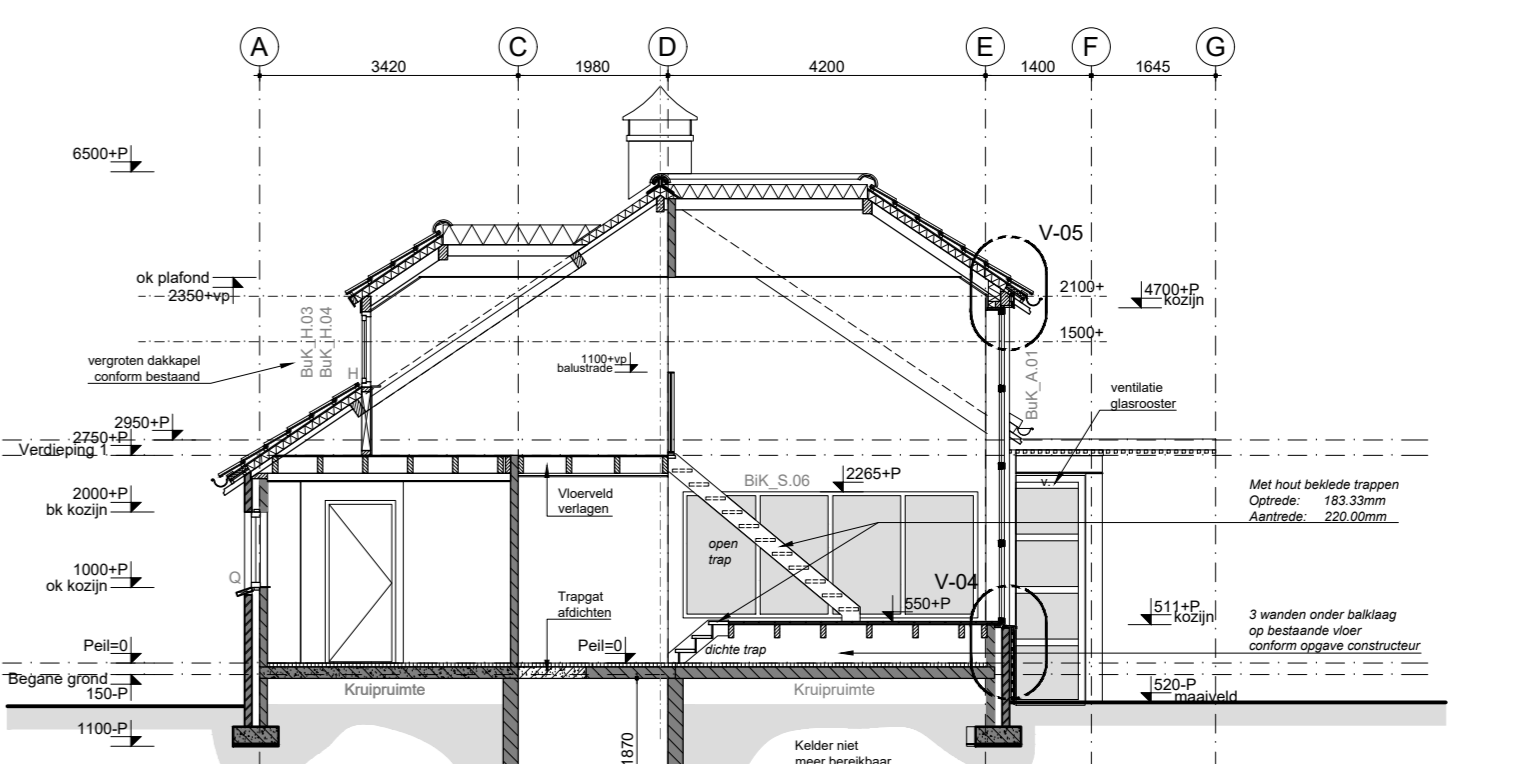 A
C
D
E
F
G
3420
1980
4200
1400
1645
6500+P
V-05
ok plafond
2350+vp
2100+
4700+P
kozijn
BuK_H.03
BuK_H.04
1500+
vergroten dakkapel
conform bestaand
H
1100+vp
balustrade
BuK_A.01
ventilatie
glasrooster
2950+P
2750+P
Verdieping 1
2000+P
bk kozijn
Vloerveld
verlagen
BiK_S.06
2265+P
v.
Met hout beklede trappen
Optrede: 183.33mm
Aantrede: 220.00mm
open
trap
1000+P
ok kozijn
Q
V-04
Trapgat
afdichten
550+P
511+P
kozijn
3 wanden onder balklaag
op bestaande vloer
conform opgave constructeur
Peil=0
Peil=0
dichte trap
Begane grond
150-P
Kruipruimte
Kruipruimte
520-P
maaiveld
1100-P
1870
Kelder niet
meer bereikbaar